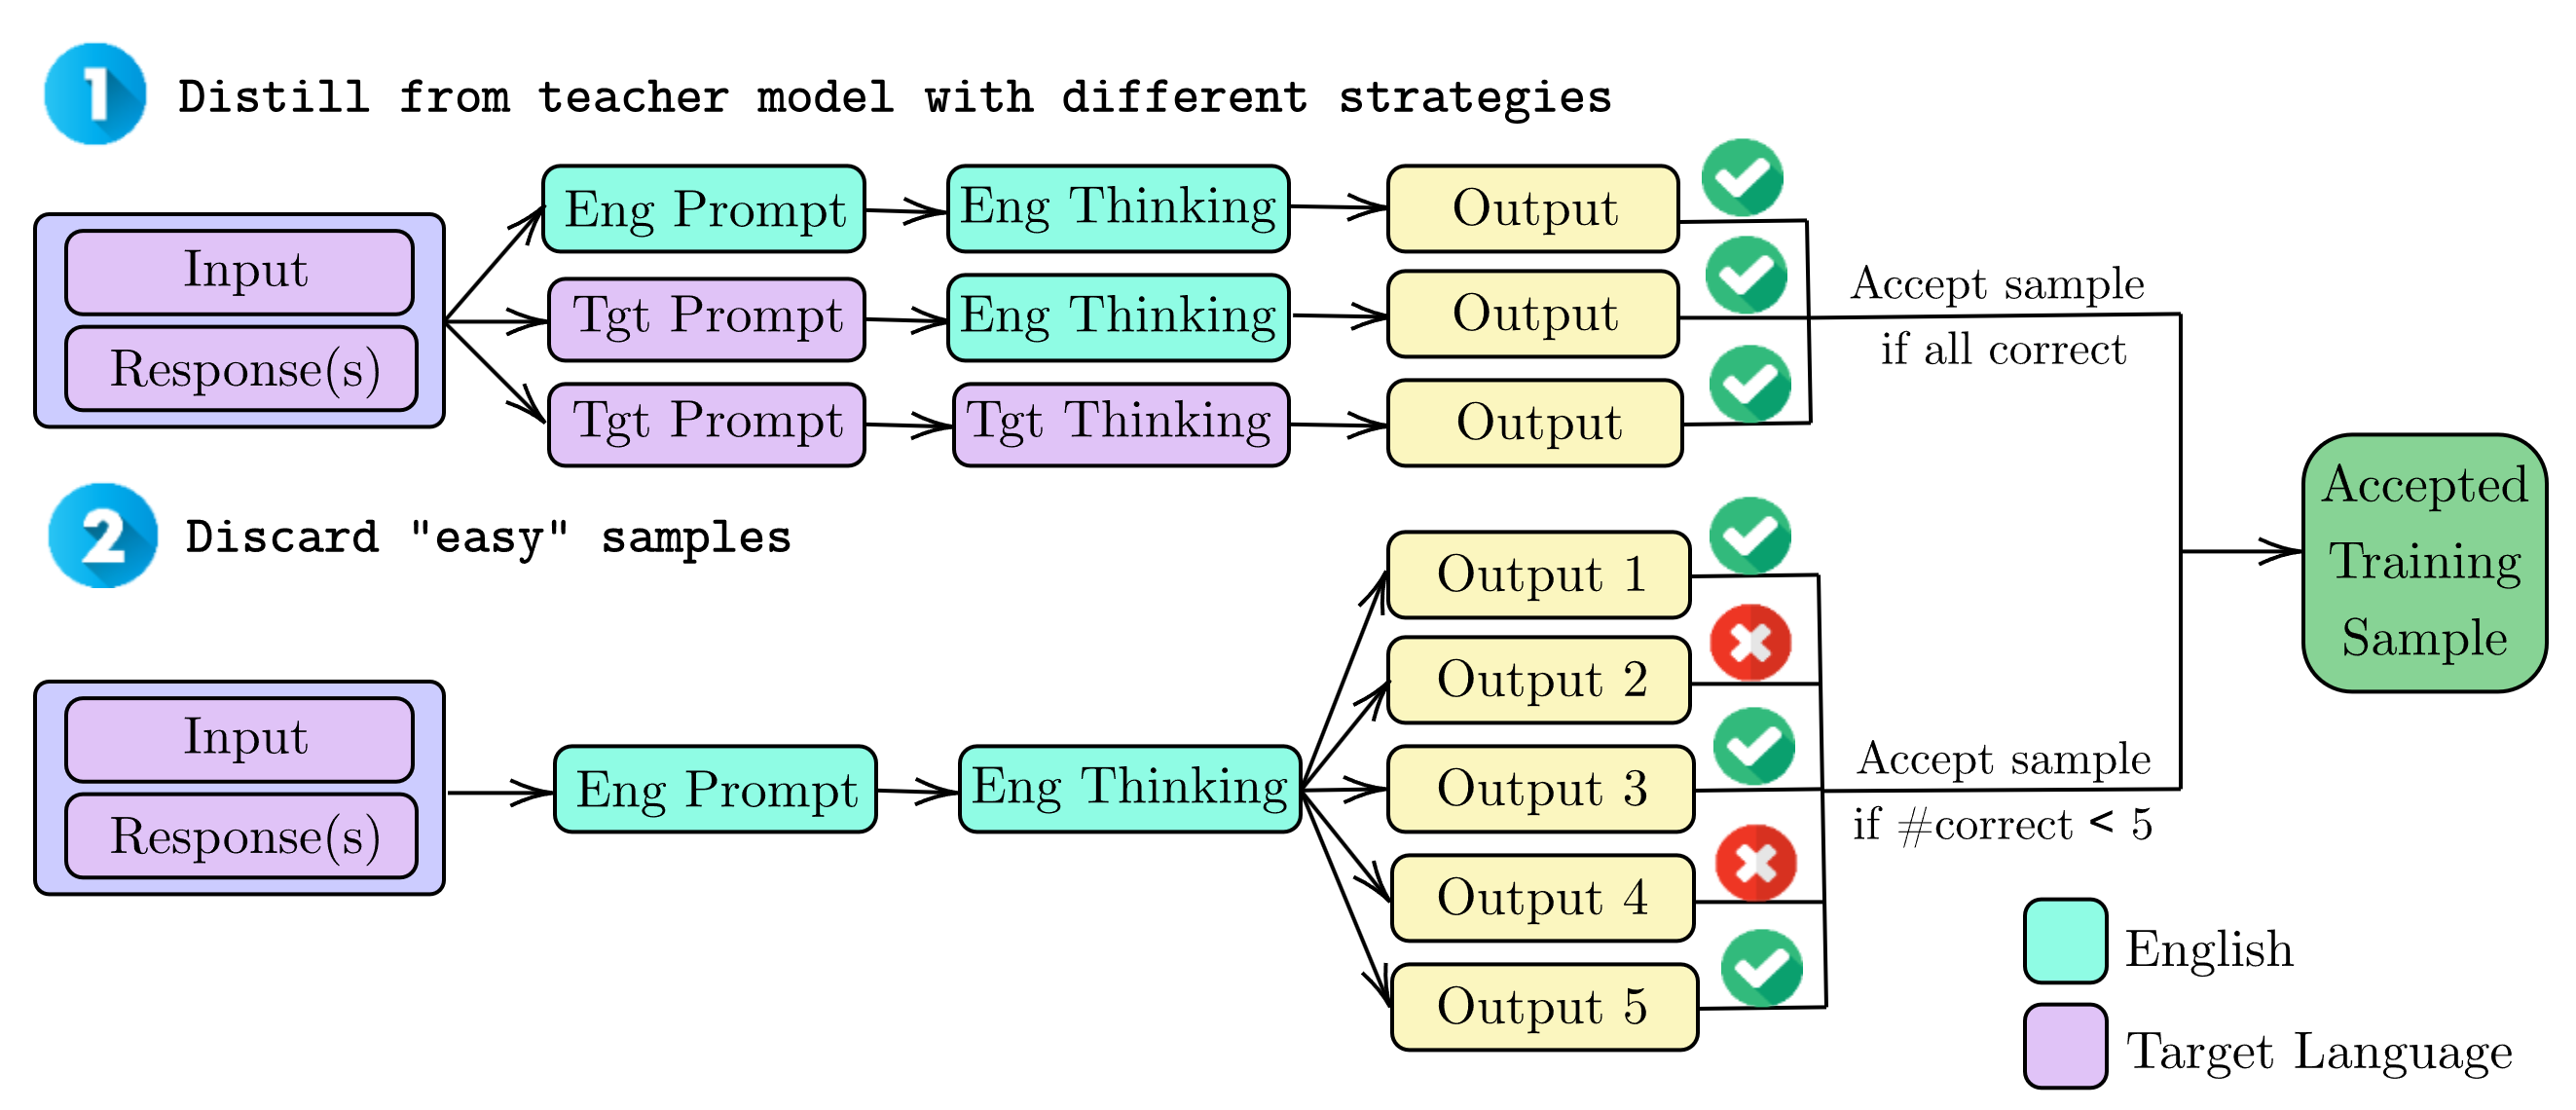 1 Distill from teacher model with different strategies
Input
Response(s)
Eng Prompt
Eng Thinking
Output
Tgt Prompt
Eng Thinking
Output
Tgt Prompt
Tgt Thinking
Output
Accept sample
if all correct
2 Discard "easy" samples
Input
Response(s)
Eng Prompt
Eng Thinking
Output 1
Output 2
Output 3
Output 4
Output 5
Accept sample
if #correct < 5
Accepted
Training
Sample
English
Target Language